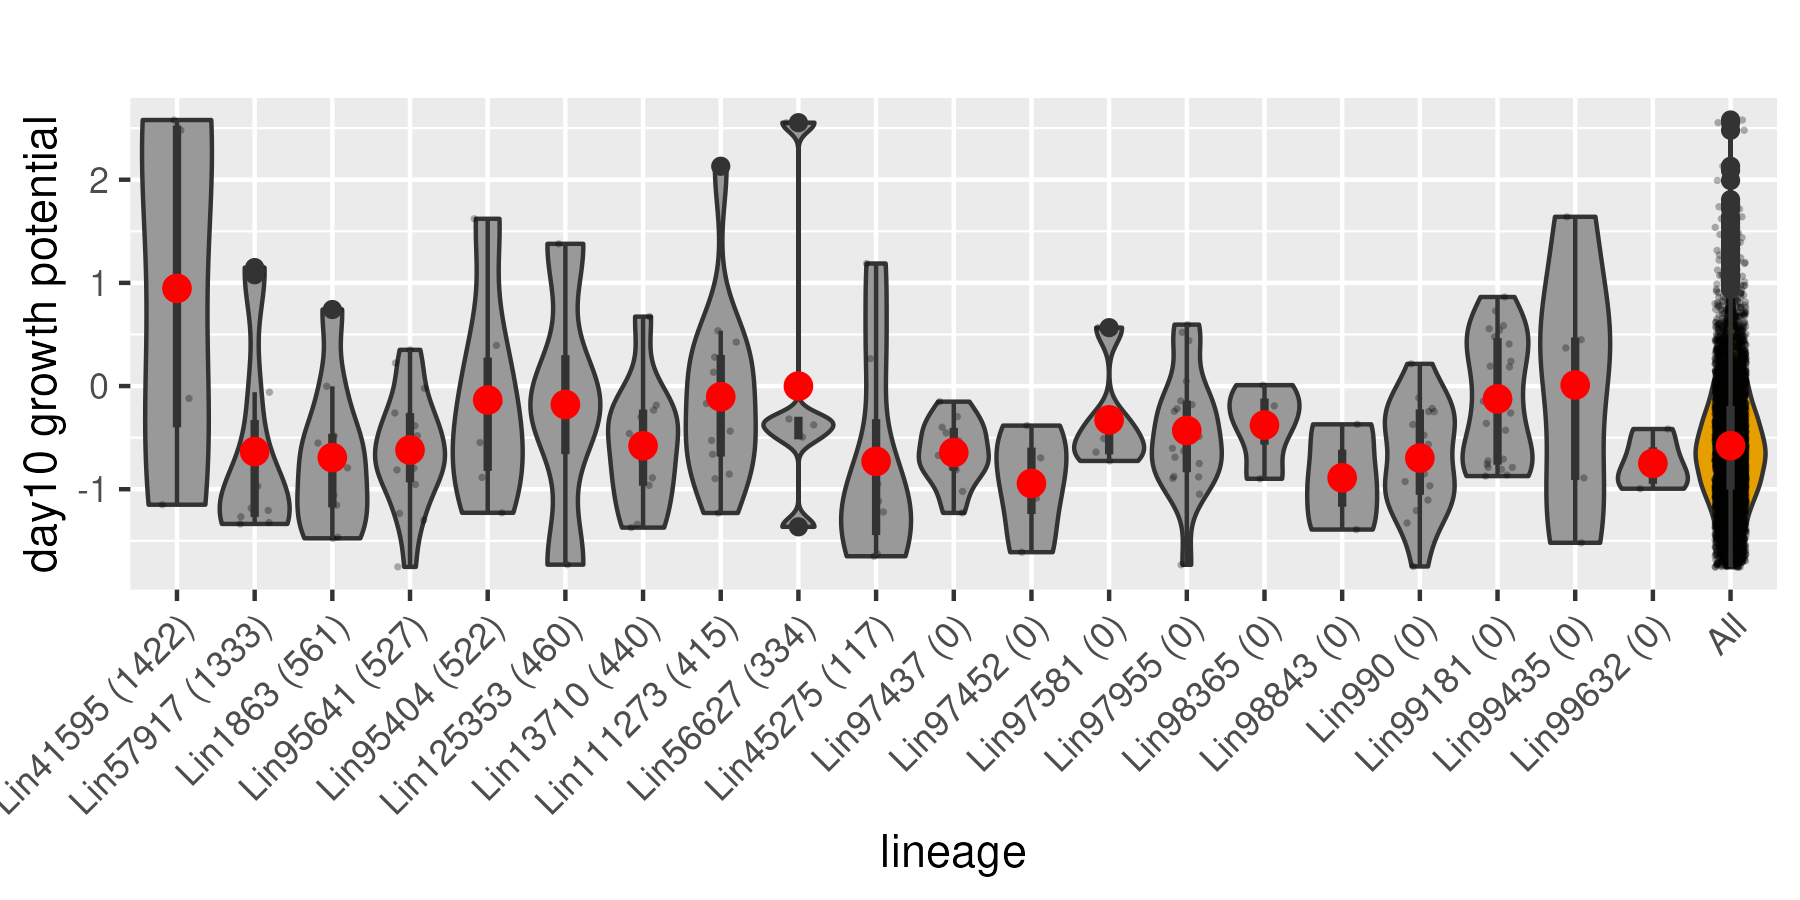 day10 growth potential
2
1
0
-1
Lin41595 (1422)
Lin57917 (1333)
Lin1863 (561)
Lin95641 (527)
Lin95404 (522)
Lin125353 (460)
Lin13710 (440)
Lin111273 (415)
Lin56627 (334)
Lin45275 (117)
Lin97437 (0)
Lin97452 (0)
Lin97581 (0)
Lin97955 (0)
Lin98365 (0)
Lin98843 (0)
Lin990 (0)
Lin99181 (0)
Lin99435 (0)
Lin99632 (0)
All
lineage